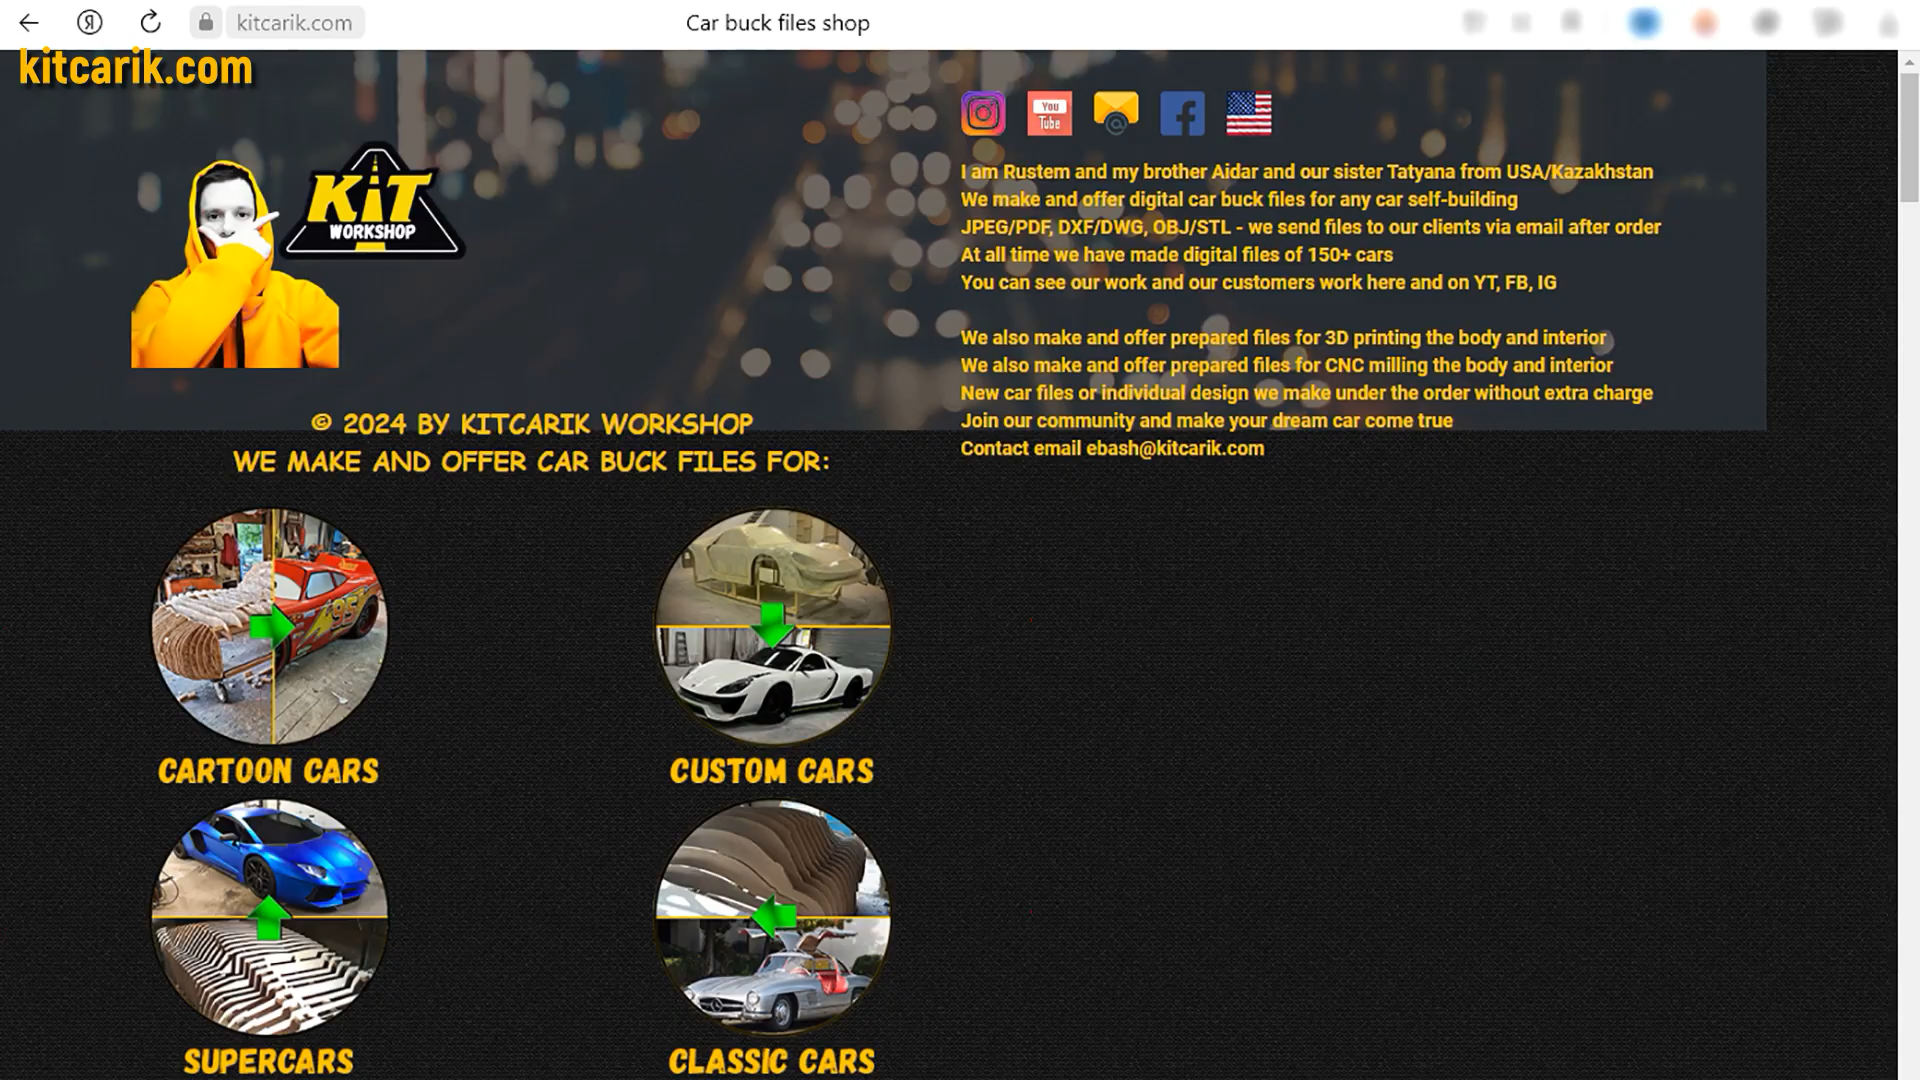 kitcarik.com
Car buck files shop
kitcarik.com
KiT
WORKSHOP
You
Tube
I am Rustem and my brother Aidar and our sister Tatyana from USA/Kazakhstan
We make and offer digital car buck files for any car self-building
JPEG/PDF, DXF/DWG, OBJ/STL - we send files to our clients via email after order
At all time we have made digital files of 150+ cars
You can see our work and our customers work here and on YT, FB, IG
We also make and offer prepared files for 3D printing the body and interior
We also make and offer prepared files for CNC milling the body and interior
New car files or individual design we make under the order without extra charge
Join our community and make your dream car come true
Contact email ebash@kitcarik.com
© 2024 BY KITCARIK WORKSHOP
WE MAKE AND OFFER CAR BUCK FILES FOR:
95
CARTOON CARS
CUSTOM CARS
SUPERCARS
CLASSIC CARS